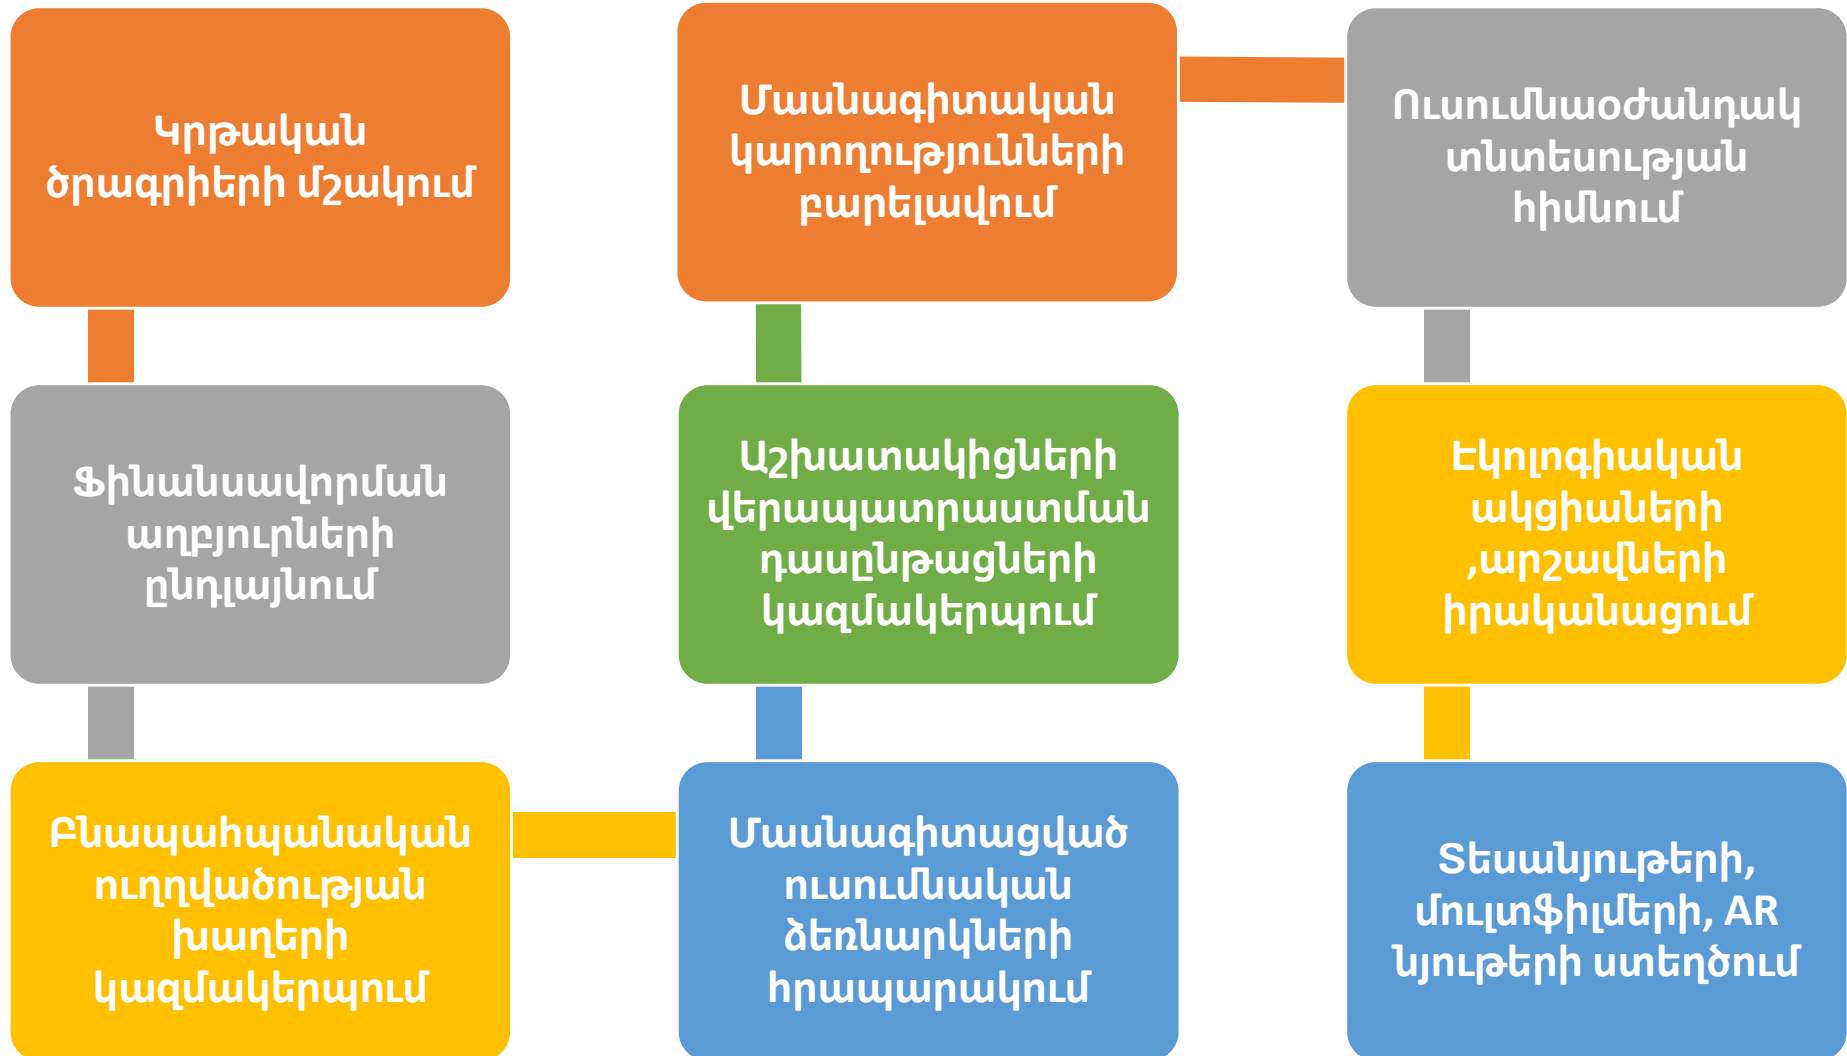 Կրթական
ծրագրիերի մշակում
Ֆինանսավորման
աղբյուրների
ընդլայնում
Բնապահպանական
ուղղվածության
խաղերի
կազմակերպում
Մասնագիտացված
ուսումնական
ձեռնարկների
հրապարակում
Աշխատակիցների
վերապատրաստման
դասընթացների
կազմակերպում
Մասնագիտական
կարողությունների
բարելավում
Ուսումնաօժանդակ
տնտեսության
հիմնում
Էկոլոգիական
ակցիաների
,արշավների
իրականացում
Տեսանյութերի,
մուլտֆիլմերի, AR
նյութերի ստեղծում